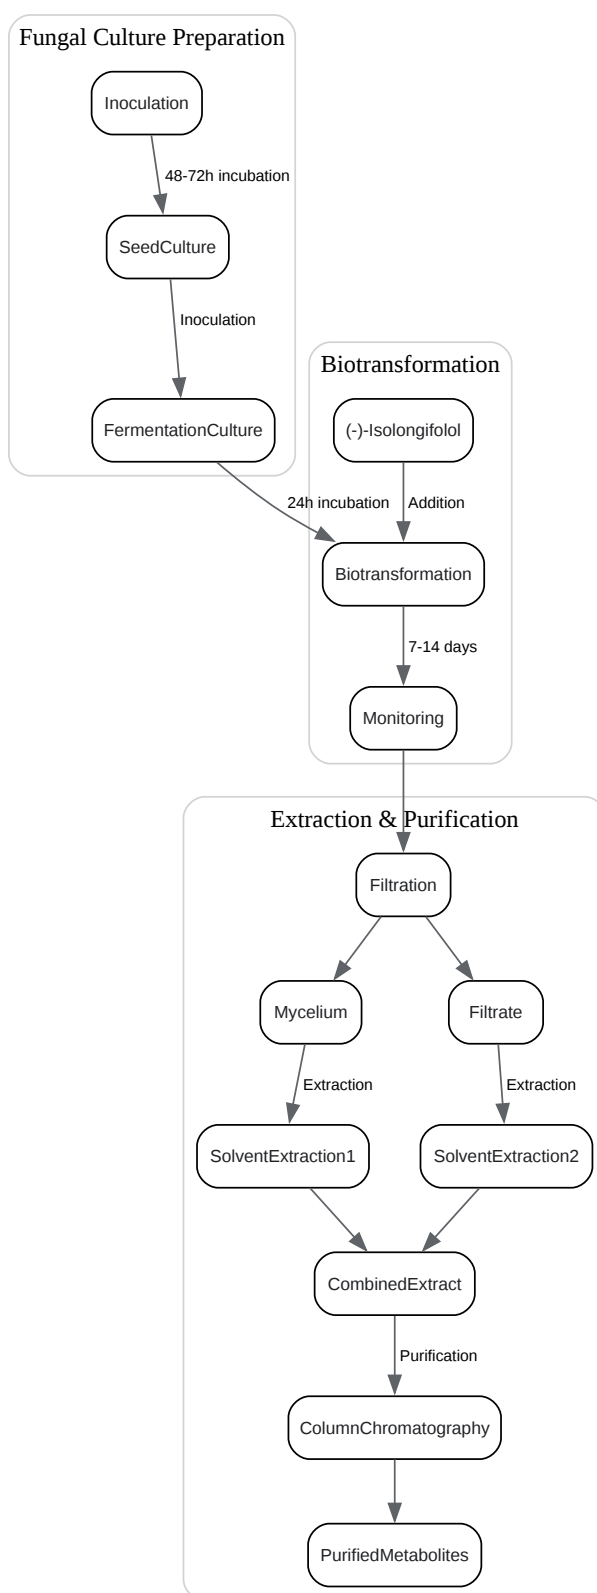 Fungal Culture Preparation
Inoculation
48-72h incubation
SeedCulture
Inoculation
FermentationCulture
24h incubation
Biotransformation
(-)-Isolongifolol
Addition
Biotransformation
7-14 days
Monitoring
Extraction & Purification
Filtration
Mycelium
Filtrate
Extraction
Extraction
SolventExtraction1
SolventExtraction2
CombinedExtract
Purification
ColumnChromatography
PurifiedMetabolites